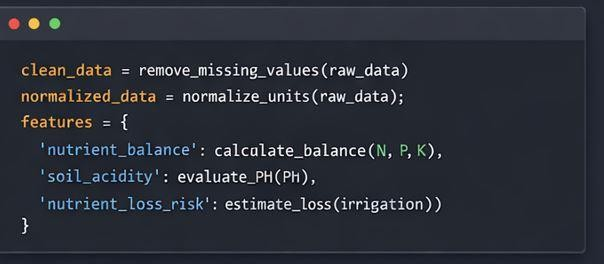 clean_data = remove_missing_values(raw_data)
normalized_data = normalize_units(raw_data);
features = {
'nutrient_balance': calculate_balance(N, P, K),
'soil_acidity': evaluate_PH(PH),
'nutrient_loss_risk': estimate_loss(irrigation))
}